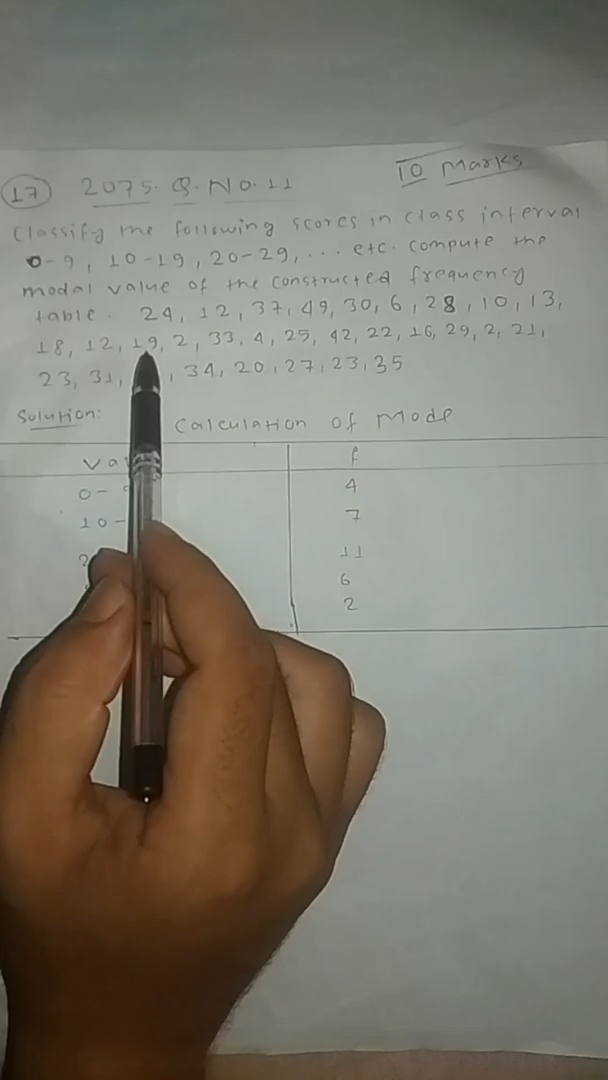 17 2075. Q. No. 11 10 Marks
Classify the following scores in class interval
0-9, 10-19, 20-29, ... etc. compute the
modal value of the constructed frequency
table. 24, 12, 37, 49, 30, 6, 28, 10, 13,
18, 12, 19, 2, 33, 4, 25, 42, 22, 16, 29, 2, 21,
23, 31, , 34, 20, 27, 23, 35
Solution: Calculation of Mode
f
0- 4
10- 7
11
6
2